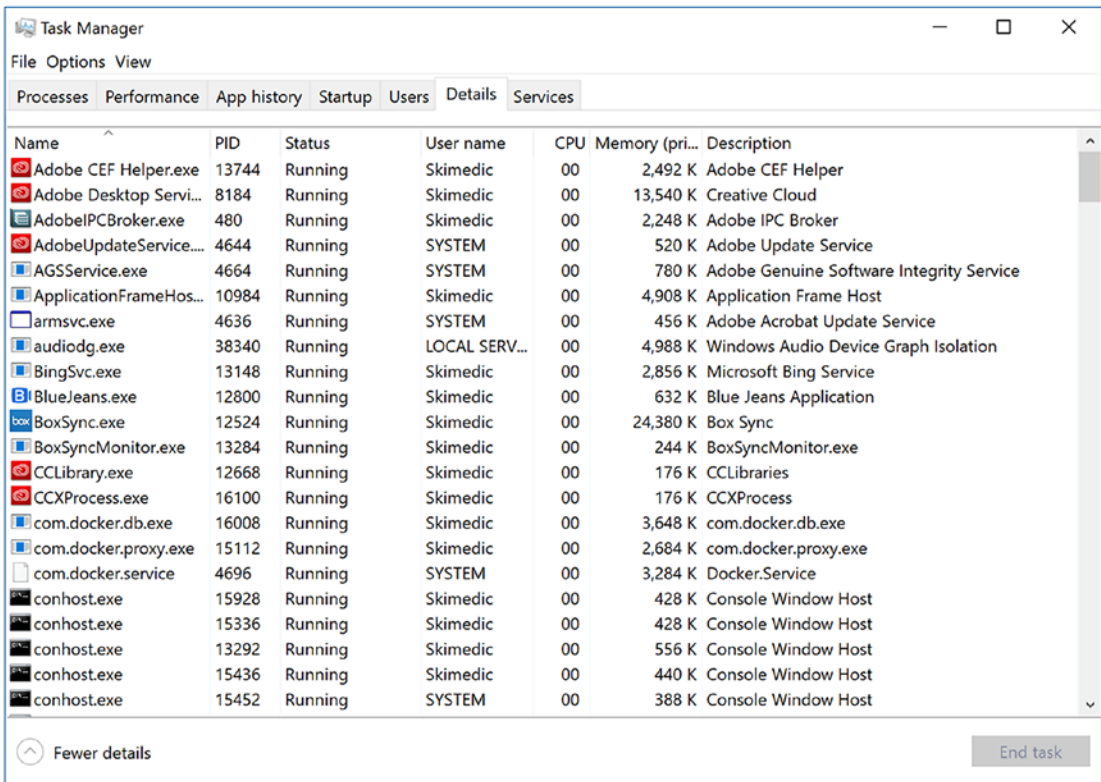 Task Manager
File Options View
Processes Performance App history Startup Users Details Services
Name PID Status User name CPU Memory (pri... Description
Adobe CEF Helper.exe 13744 Running Skimedic 00 2,492 K Adobe CEF Helper
Adobe Desktop Servi... 8184 Running Skimedic 00 13,540 K Creative Cloud
AdobeIPCBroker.exe 480 Running Skimedic 00 2,248 K Adobe IPC Broker
AdobeUpdateService.... 4644 Running SYSTEM 00 520 K Adobe Update Service
AGSService.exe 4664 Running SYSTEM 00 780 K Adobe Genuine Software Integrity Service
ApplicationFrameHos... 10984 Running Skimedic 00 4,908 K Application Frame Host
armsvc.exe 4636 Running SYSTEM 00 456 K Adobe Acrobat Update Service
audiodg.exe 38340 Running LOCAL SERV... 00 4,988 K Windows Audio Device Graph Isolation
BingSvc.exe 13148 Running Skimedic 00 2,856 K Microsoft Bing Service
B BlueJeans.exe 12800 Running Skimedic 00 632 K Blue Jeans Application
box BoxSync.exe 12524 Running Skimedic 00 24,380 K Box Sync
BoxSyncMonitor.exe 13284 Running Skimedic 00 244 K BoxSyncMonitor.exe
CCLibrary.exe 12668 Running Skimedic 00 176 K CCLibraries
CCXProcess.exe 16100 Running Skimedic 00 176 K CCXProcess
com.docker.db.exe 16008 Running Skimedic 00 3,648 K com.docker.db.exe
com.docker.proxy.exe 15112 Running Skimedic 00 2,684 K com.docker.proxy.exe
com.docker.service 4696 Running SYSTEM 00 3,284 K Docker.Service
conhost.exe 15928 Running Skimedic 00 428 K Console Window Host
conhost.exe 15336 Running Skimedic 00 428 K Console Window Host
conhost.exe 13292 Running Skimedic 00 556 K Console Window Host
conhost.exe 15436 Running Skimedic 00 440 K Console Window Host
conhost.exe 15452 Running SYSTEM 00 388 K Console Window Host
Fewer details End task